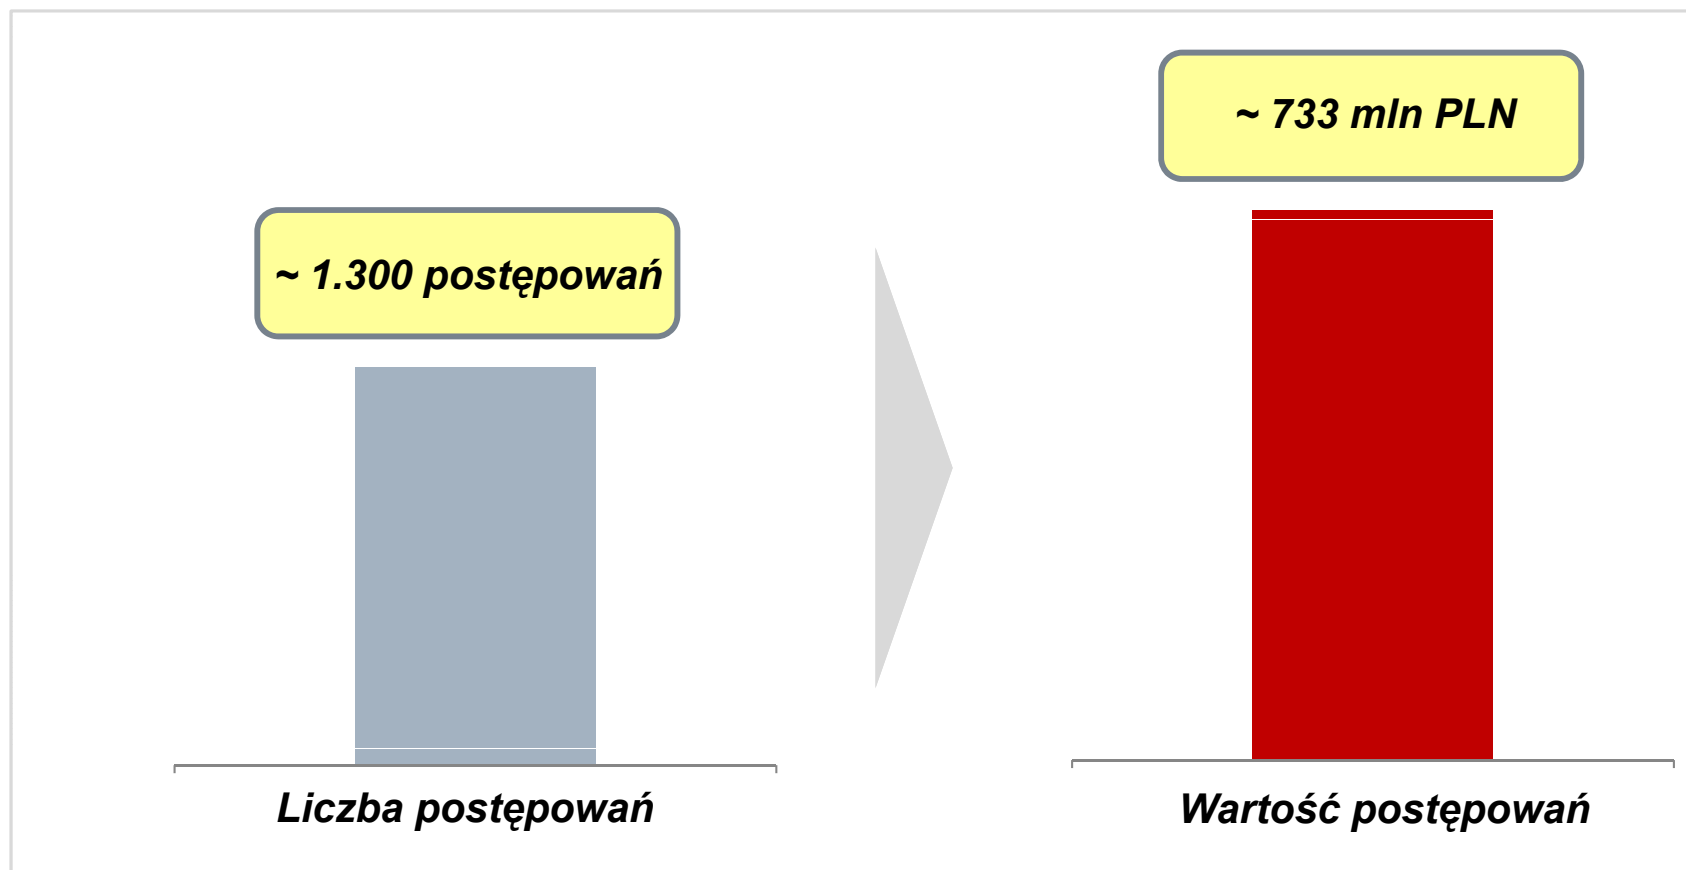 ~ 733 mln PLN
~ 1.300 postępowań
Liczba postępowań
Wartość postępowań